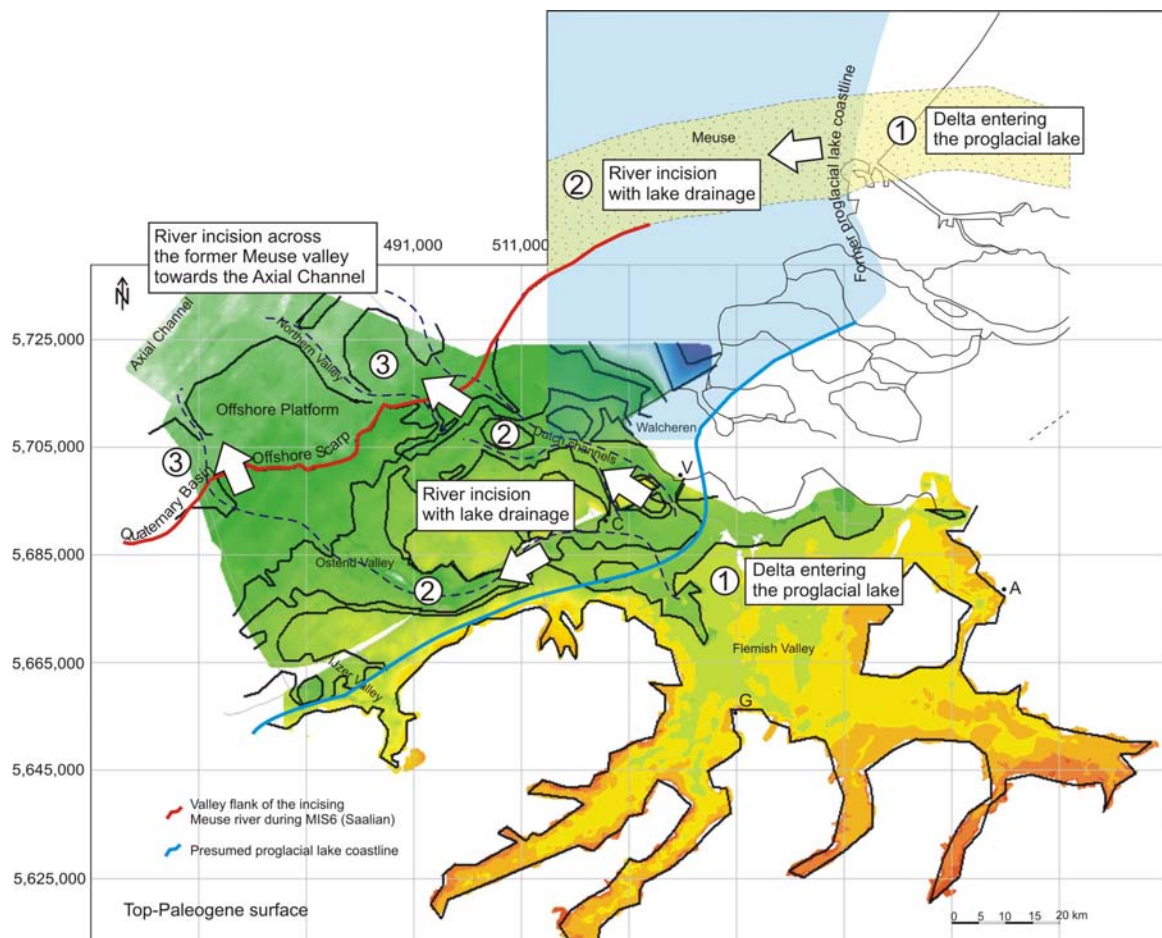 Meuse
1
Delta entering
the proglacial lake
Former proglacial lake coastline
2
River incision
with lake drainage
River incision across
the former Meuse valley
towards the Axial Channel
491,000
511,000
N
5,725,000
5,705,000
5,685,000
5,665,000
5,645,000
5,625,000
Axial Channel
Northern Valley
3
Offshore Platform
Offshore Scarp
3
Quaternary Basin
2
Dutch Channels
Walcheren
V
River incision
with lake drainage
C
Ostend Valley
2
1
Delta entering
the proglacial lake
A
Flemish Valley
IJzer Valley
G
Valley flank of the incising
Meuse river during MIS6 (Saalian)
Presumed proglacial lake coastline
Top-Paleogene surface
0 5 10 15 20 km